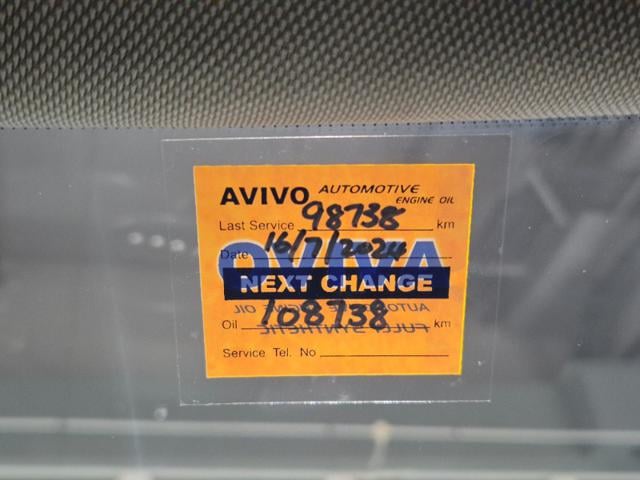 AVIVO AUTOMOTIVE
ENGINE OIL
Last Service 98738 km
Date 16/7/2024
NEXT CHANGE
Oil 108738 km
Service Tel. No